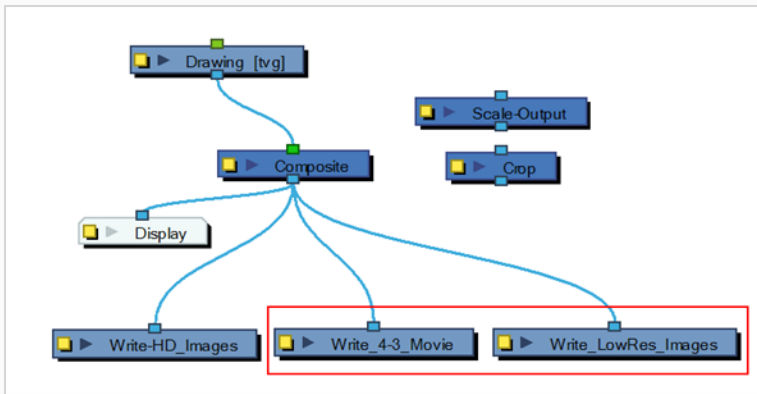 Drawing [tvg]
Scale-Output
Composite
Crop
Display
Write-HD_Images
Write_4-3_Movie
Write_LowRes_Images